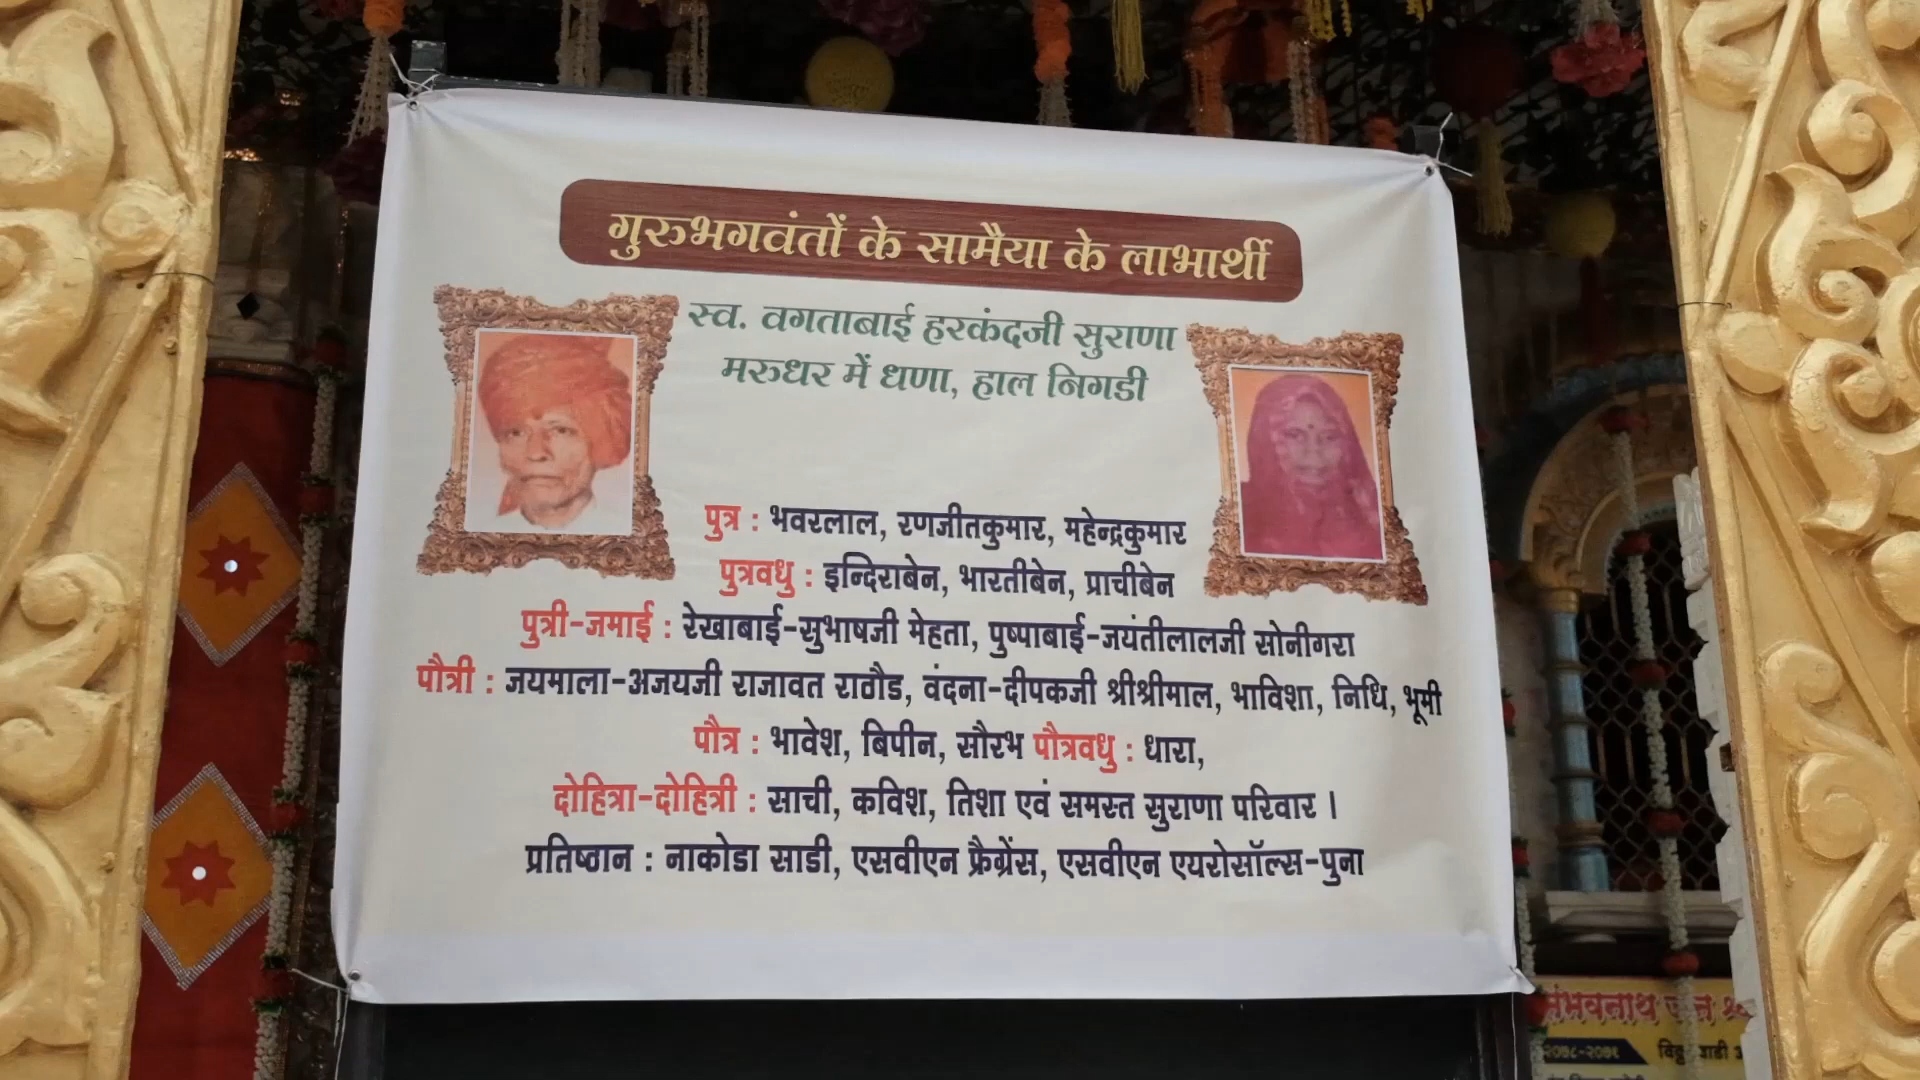 गुरुभगवंतों के सामैया के लाभार्थी
स्व. वगताबाई हरकंदजी सुराणा
मरुधर में धणा, हाल निगडी
पुत्र : भवरलाल, रणजीतकुमार, महेन्द्रकुमार
पुत्रवधु : इन्दिराबेन, भारतीबेन, प्राचीबेन
पुत्री-जमाई : रेखाबाई-सुभाषजी मेहता, पुष्पाबाई-जयंतीलालजी सोनीगरा
पौत्री : जयमाला-अजयजी राजावत राठौड, वंदना-दीपकजी श्रीश्रीमाल, भाविशा, निधि, भूमी
पौत्र : भावेश, बिपीन, सौरभ पौत्रवधु : धारा,
दोहित्रा-दोहित्री : साची, कविश, तिशा एवं समस्त सुराणा परिवार ।
प्रतिष्ठान : नाकोडा साडी, एसवीएन फ्रैग्रेंस, एसवीएन एयरोसॉल्स-पुना
२०७८-२०७९